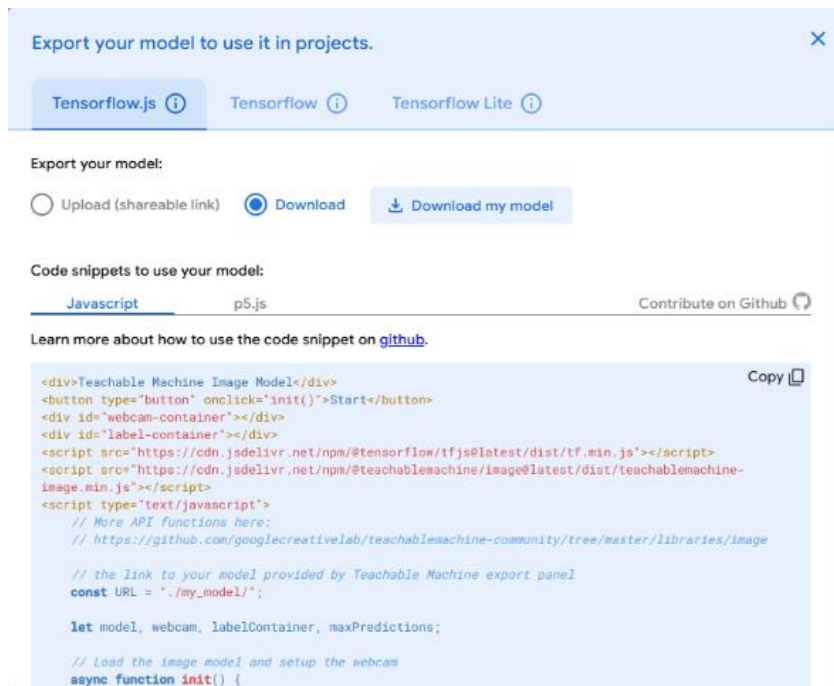 Export your model to use it in projects.
Tensorflow.js Tensorflow Tensorflow Lite
Export your model:
Upload (shareable link) Download Download my model
Code snippets to use your model:
Javascript p5.js Contribute on Github
Learn more about how to use the code snippet on github.
Copy
<div>Teachable Machine Image Model</div>
<button type="button" onclick="init()">Start</button>
<div id="webcam-container"></div>
<div id="label-container"></div>
<script src="https://cdn.jsdelivr.net/npm/@tensorflow/tfjs@latest/dist/tf.min.js"></script>
<script src="https://cdn.jsdelivr.net/npm/@teachablemachine/image@latest/dist/teachablemachine-
image.min.js"></script>
<script type="text/javascript">
// More API functions here:
// https://github.com/googlecreativelab/teachablemachine-community/tree/master/libraries/image
// the link to your model provided by Teachable Machine export panel
const URL = "./my_model/";
let model, webcam, labelContainer, maxPredictions;
// Load the image model and setup the webcam
async function init() {